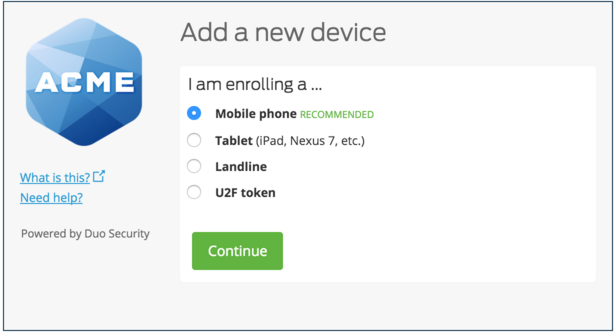 Add a new device
ACME
I am enrolling a ...
Mobile phone RECOMMENDED
Tablet (iPad, Nexus 7, etc.)
Landline
U2F token
What is this?
Need help?
Powered by Duo Security
Continue